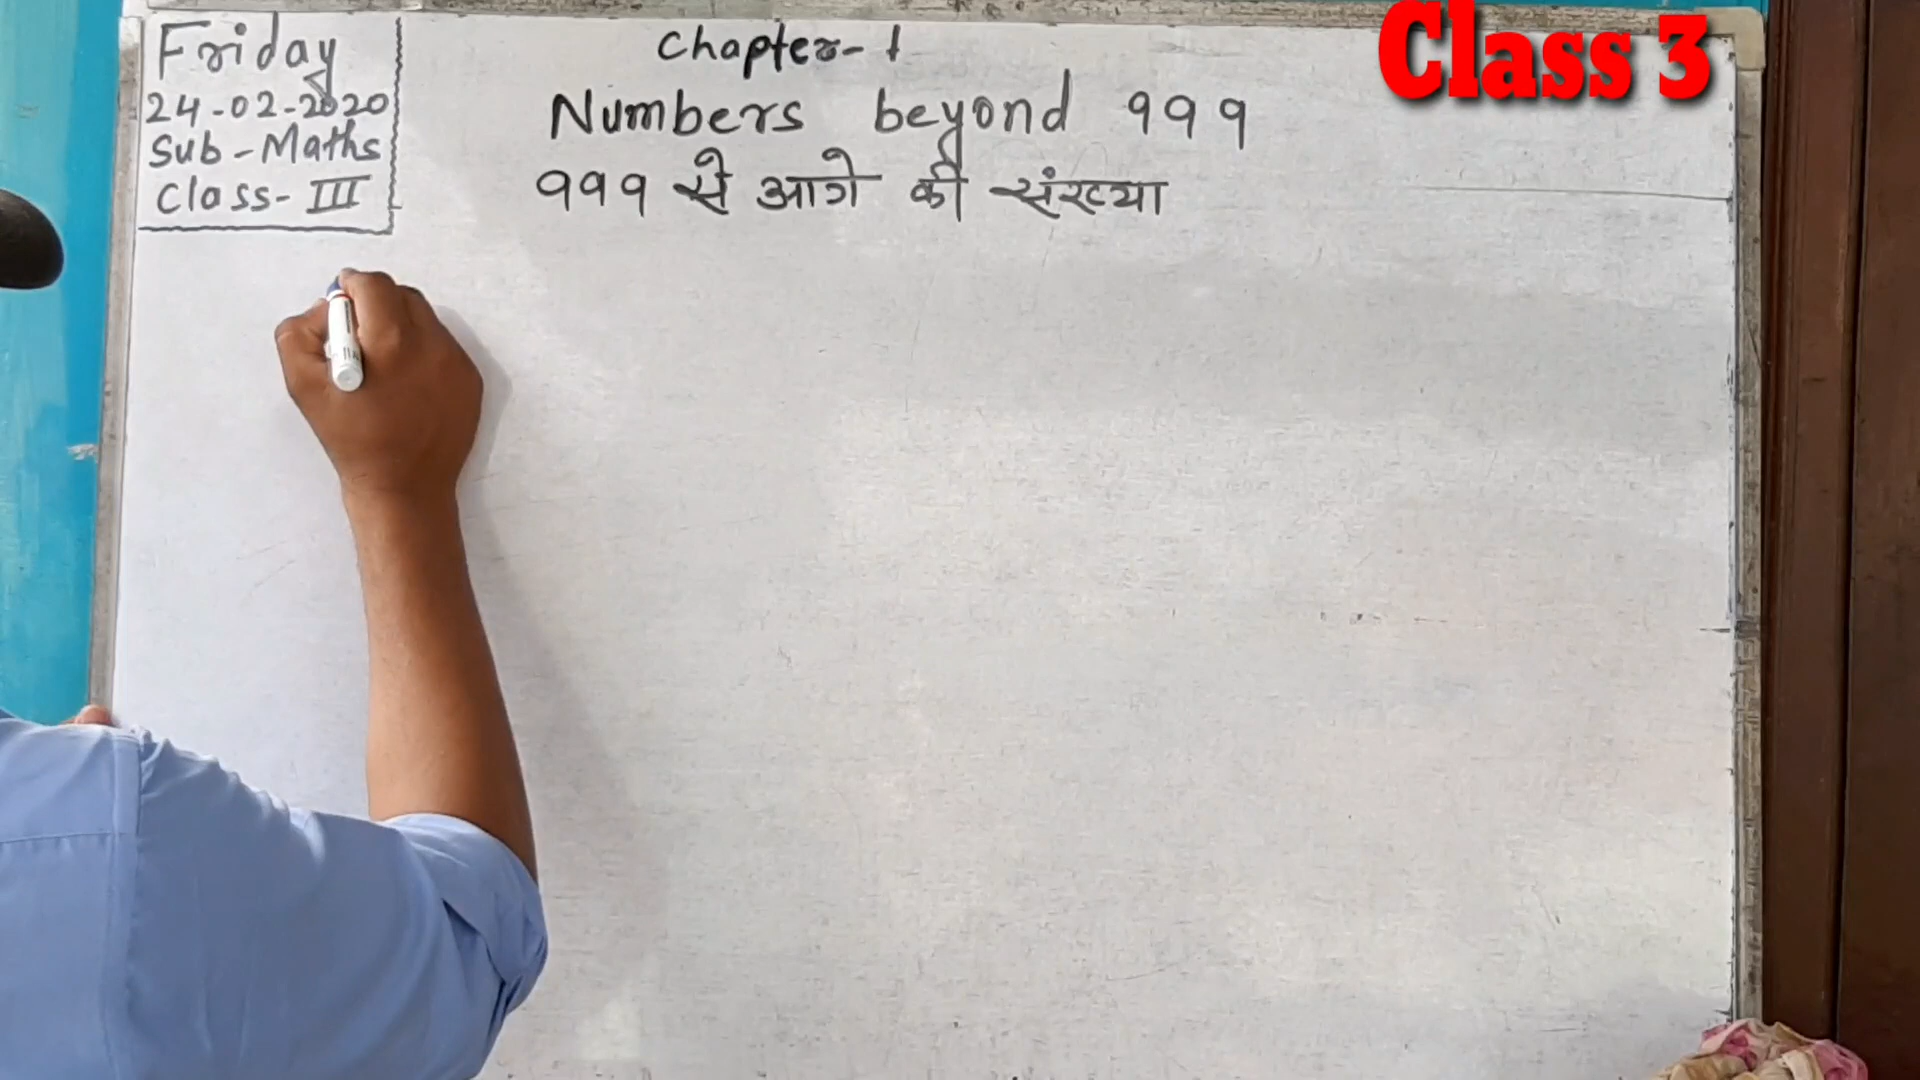 Friday
24-02-2020
Sub-Maths
Class-III
Chapter-1
Numbers beyond 999
999 से आगे की संख्या
Class 3